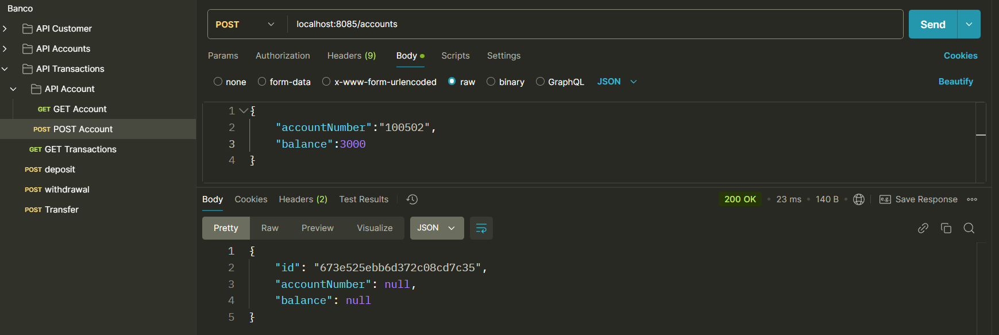 Banco
API Customer
API Accounts
API Transactions
API Account
GET GET Account
POST POST Account
GET GET Transactions
POST deposit
POST withdrawal
POST Transfer
POST localhost:8085/accounts Send
Params Authorization Headers (9) Body Scripts Settings Cookies
none form-data x-www-form-urlencoded raw binary GraphQL JSON Beautify
1 {
2 "accountNumber":"100502",
3 "balance":3000
4 }
Body Cookies Headers (2) Test Results 200 OK • 23 ms • 140 B • e.g. Save Response
Pretty Raw Preview Visualize JSON
1 {
2 "id": "673e525ebb6d372c08cd7c35",
3 "accountNumber": null,
4 "balance": null
5 }